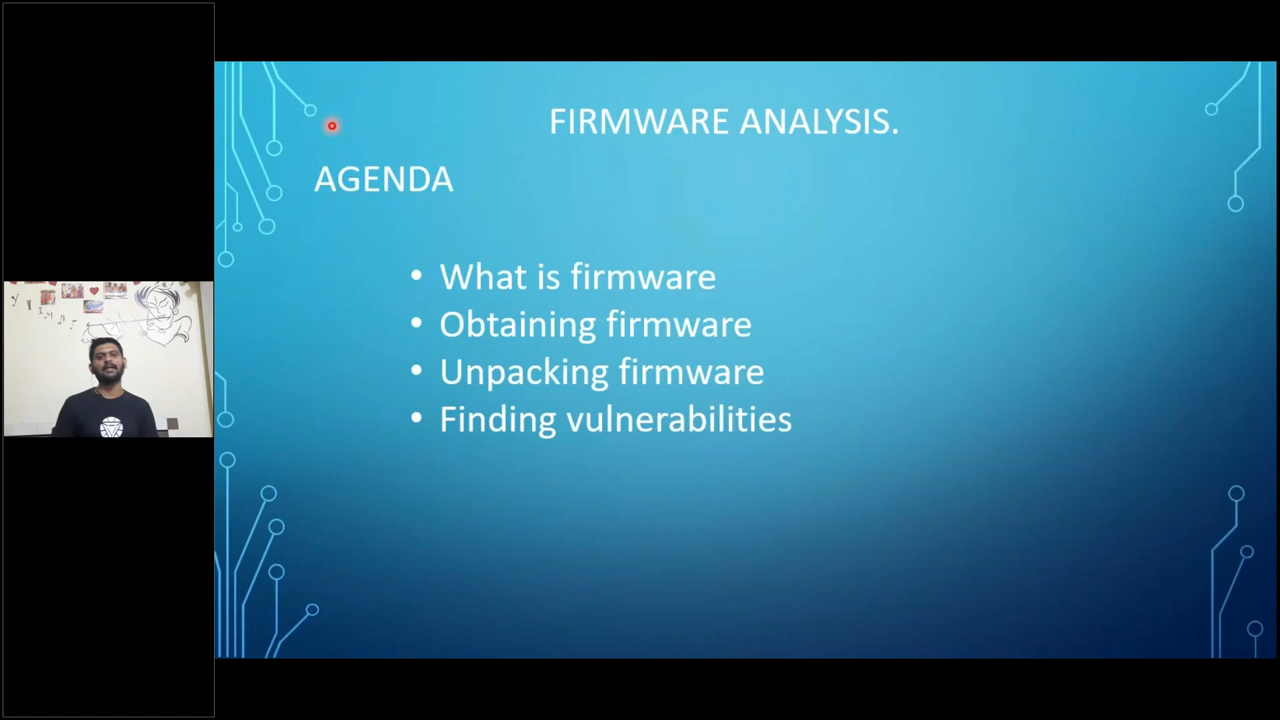 FIRMWARE ANALYSIS.
AGENDA
• What is firmware
• Obtaining firmware
• Unpacking firmware
• Finding vulnerabilities